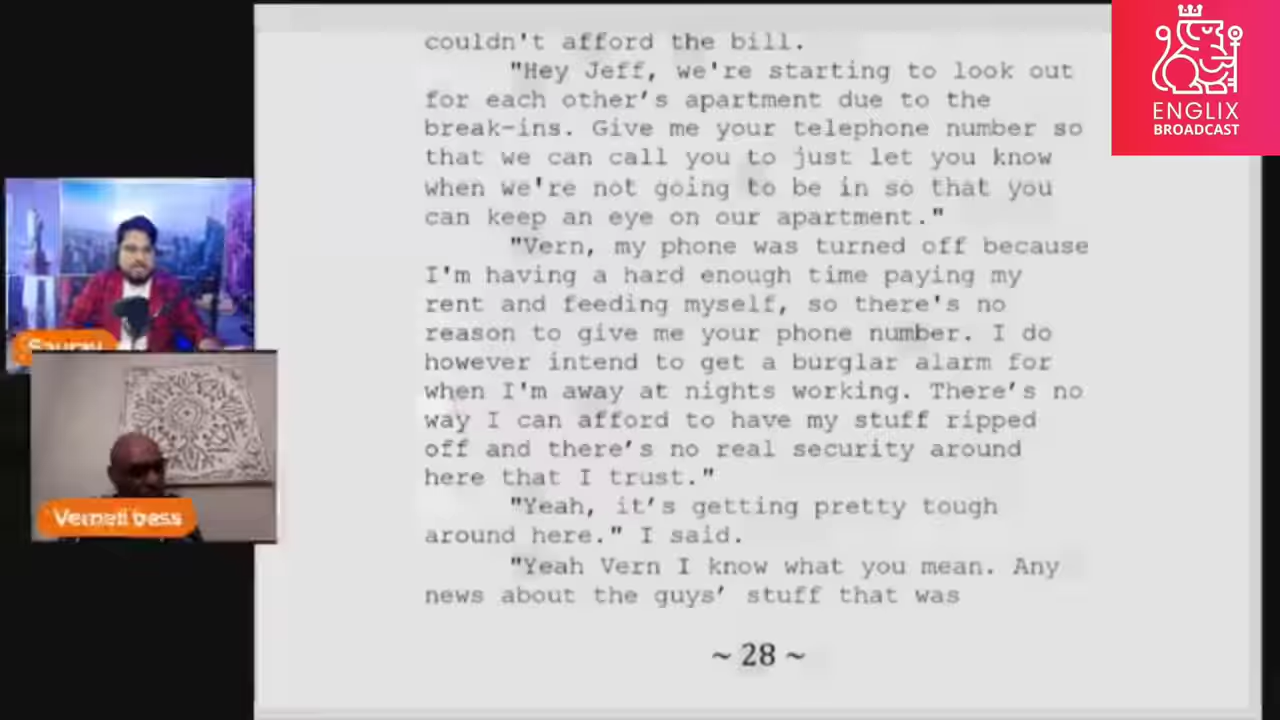 couldn't afford the bill.
"Hey Jeff, we're starting to look out
for each other’s apartment due to the
break-ins. Give me your telephone number so
that we can call you to just let you know
when we're not going to be in so that you
can keep an eye on our apartment."
"Vern, my phone was turned off because
I'm having a hard enough time paying my
rent and feeding myself, so there's no
reason to give me your phone number. I do
however intend to get a burglar alarm for
when I'm away at nights working. There’s no
way I can afford to have my stuff ripped
off and there’s no real security around
here that I trust."
"Yeah, it’s getting pretty tough
around here." I said.
"Yeah Vern I know what you mean. Any
news about the guys’ stuff that was
~ 28 ~
ENGLIX
BROADCAST
bass